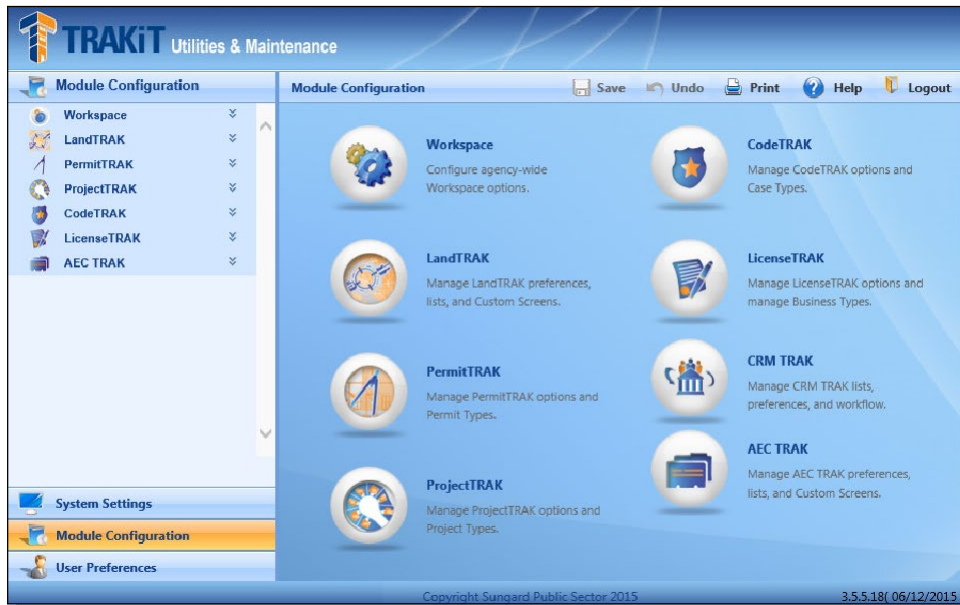 TRAKiT Utilities & Maintenance
Module Configuration
Workspace
LandTRAK
PermitTRAK
ProjectTRAK
CodeTRAK
LicenseTRAK
AEC TRAK
System Settings
Module Configuration
User Preferences
Module Configuration
Save
Undo
Print
Help
Logout
Workspace
Configure agency-wide
Workspace options.
LandTRAK
Manage LandTRAK preferences,
lists, and Custom Screens.
PermitTRAK
Manage PermitTRAK options and
Permit Types.
ProjectTRAK
Manage ProjectTRAK options and
Project Types.
CodeTRAK
Manage CodeTRAK options and
Case Types.
LicenseTRAK
Manage LicenseTRAK options and
manage Business Types.
CRM TRAK
Manage CRM TRAK lists,
preferences, and workflow.
AEC TRAK
Manage AEC TRAK preferences,
lists, and Custom Screens.
Copyright Sungard Public Sector 2015
3.5.5.18( 06/12/2015